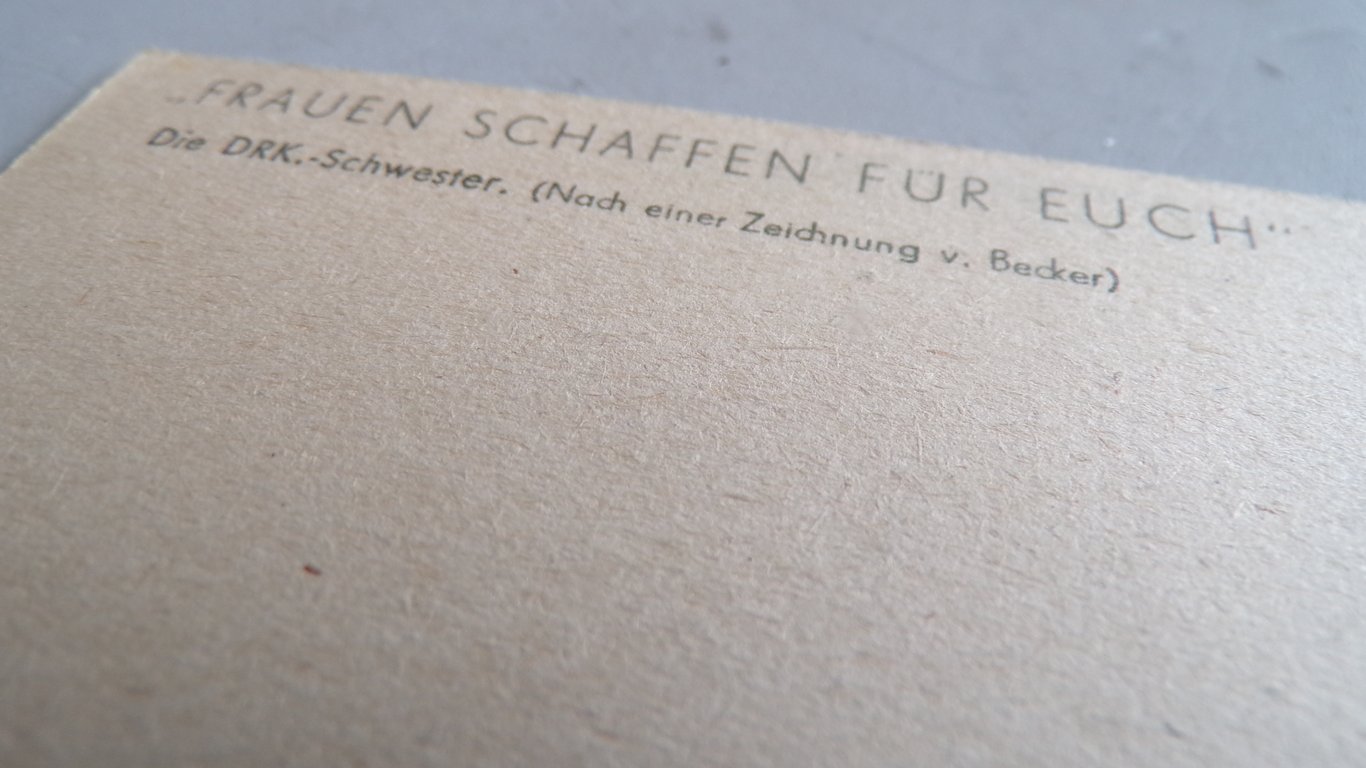 „FRAUEN SCHAFFEN FÜR EUCH“
Die DRK.-Schwester. (Nach einer Zeichnung v. Becker)